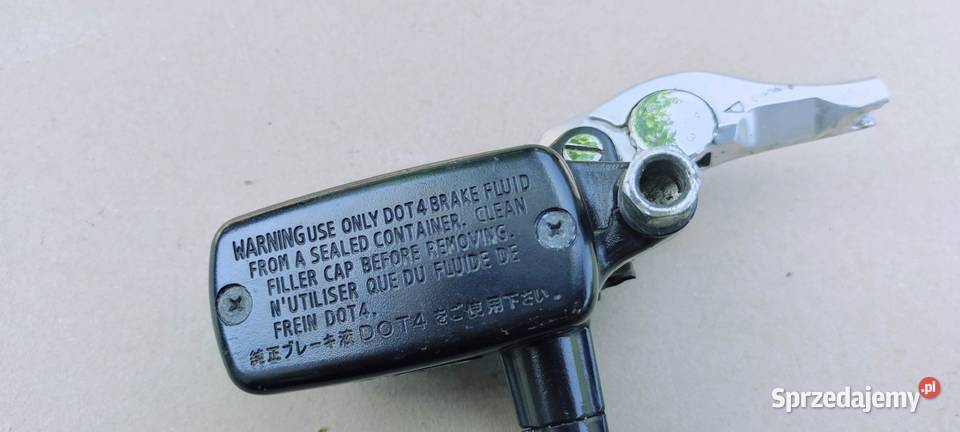 WARNING USE ONLY DOT4 BRAKE FLUID
FROM A SEALED CONTAINER. CLEAN
FILLER CAP BEFORE REMOVING.
N'UTILISER QUE DU FLUIDE DE
FREIN DOT4.
純正ブレーキ液 DOT4 をご使用下さい
Sprzedajemy.pl